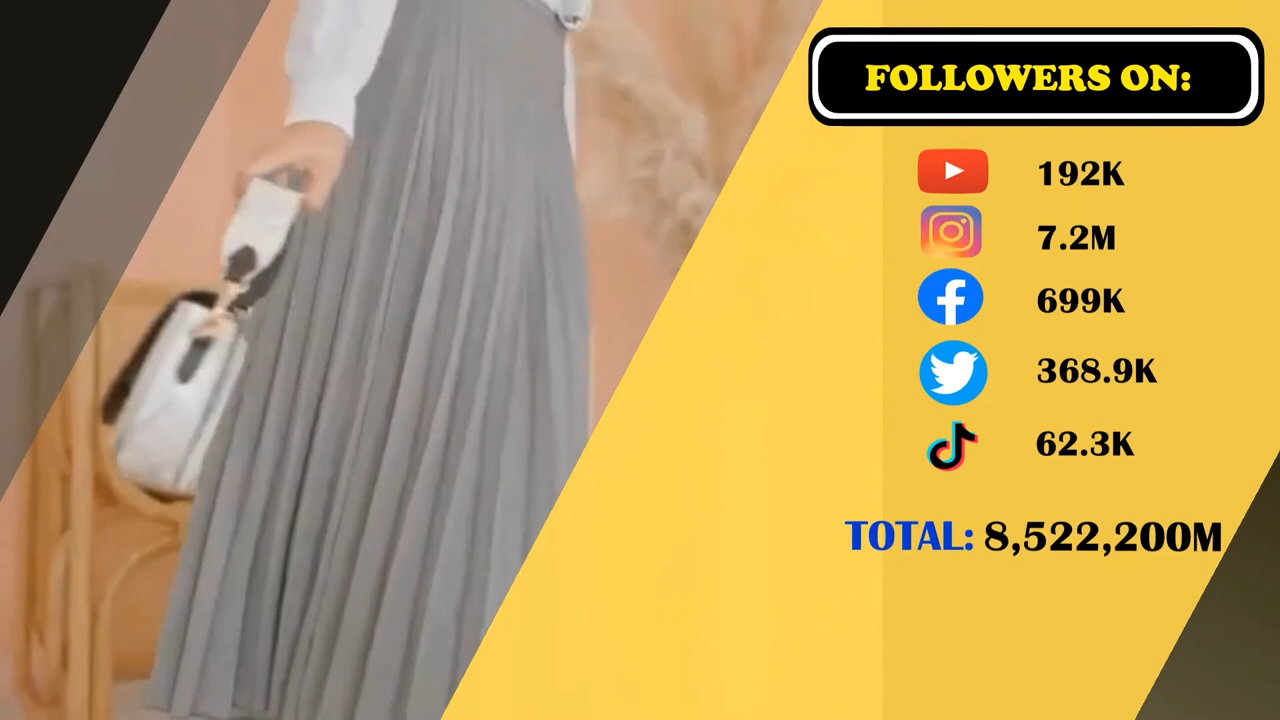 FOLLOWERS ON:
192K
7.2M
699K
368.9K
62.3K
TOTAL: 8,522,200M